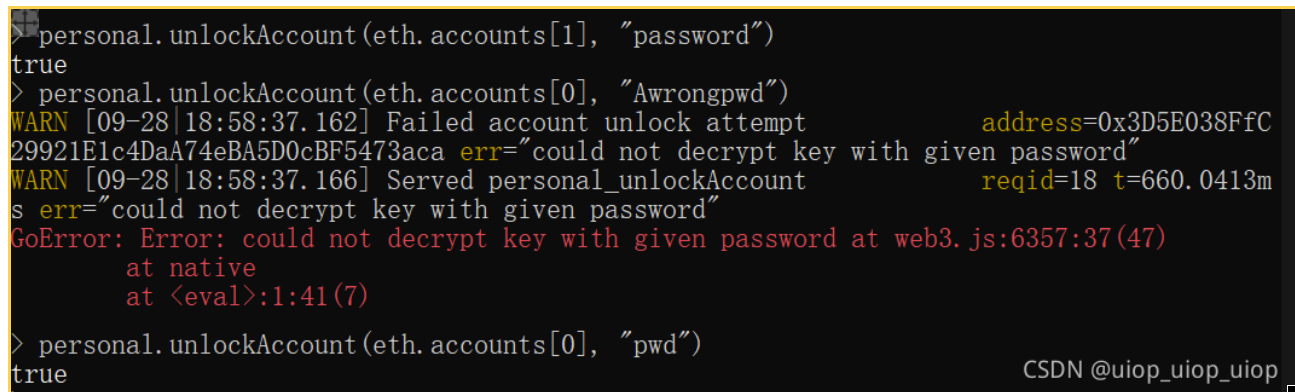 > personal.unlockAccount(eth.accounts[1], "password")
true
> personal.unlockAccount(eth.accounts[0], "Awrongpwd")
WARN [09-28|18:58:37.162] Failed account unlock attempt address=0x3D5E038FfC
29921E1c4DaA74eBA5D0cBF5473aca err="could not decrypt key with given password"
WARN [09-28|18:58:37.166] Served personal_unlockAccount reqid=18 t=660.0413m
s err="could not decrypt key with given password"
GoError: Error: could not decrypt key with given password at web3.js:6357:37(47)
at native
at <eval>:1:41(7)
> personal.unlockAccount(eth.accounts[0], "pwd")
true
CSDN @uiop_uiop_uiop